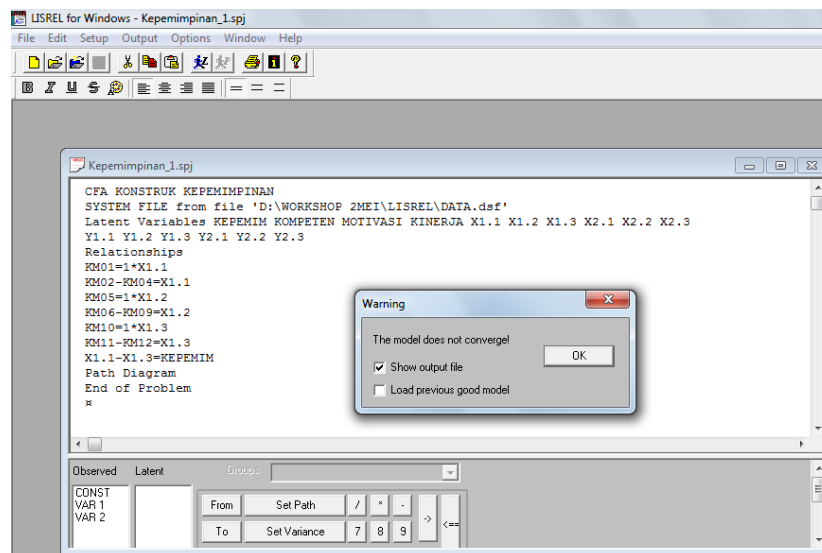 LISREL for Windows - Kepemimpinan_1.spj
File Edit Setup Output Options Window Help
B I U S
Kepemimpinan_1.spj
CFA KONSTRUK KEPEMIMPINAN
SYSTEM FILE from file 'D:\WORKSHOP 2MEI\LISREL\DATA.dsf'
Latent Variables KEPEMIM KOMPETEN MOTIVASI KINERJA X1.1 X1.2 X1.3 X2.1 X2.2 X2.3
Y1.1 Y1.2 Y1.3 Y2.1 Y2.2 Y2.3
Relationships
KM01=1*X1.1
KM02-KM04=X1.1
KM05=1*X1.2
KM06-KM09=X1.2
KM10=1*X1.3
KM11-KM12=X1.3
X1.1-X1.3=KEPEMIM
Path Diagram
End of Problem
¤
Warning
The model does not converge!
Show output file
Load previous good model
OK
Observed Latent Groups
CONST
VAR 1
VAR 2
From Set Path / * - -> <==
To Set Variance 7 8 9